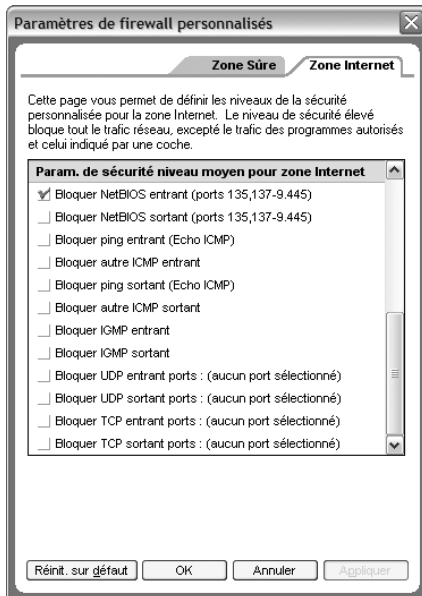 Paramètres de firewall personnalisés
Zone Sûre
Zone Internet
Cette page vous permet de définir les niveaux de la sécurité
personnalisée pour la zone Internet. Le niveau de sécurité élevé
bloque tout le trafic réseau, excepté le trafic des programmes autorisés
et celui indiqué par une coche.
Param. de sécurité niveau moyen pour zone Internet
Bloquer NetBIOS entrant (ports 135,137-9.445)
Bloquer NetBIOS sortant (ports 135,137-9.445)
Bloquer ping entrant (Echo ICMP)
Bloquer autre ICMP entrant
Bloquer ping sortant (Echo ICMP)
Bloquer autre ICMP sortant
Bloquer IGMP entrant
Bloquer IGMP sortant
Bloquer UDP entrant ports : (aucun port sélectionné)
Bloquer UDP sortant ports : (aucun port sélectionné)
Bloquer TCP entrant ports : (aucun port sélectionné)
Bloquer TCP sortant ports : (aucun port sélectionné)
Réinit. sur défaut
OK
Annuler
Appliquer